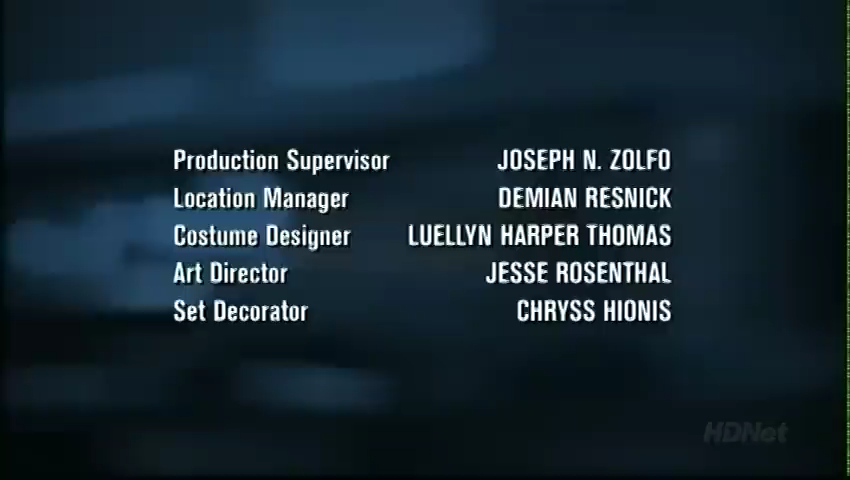 Production Supervisor JOSEPH N. ZOLFO
Location Manager DEMIAN RESNICK
Costume Designer LUELLYN HARPER THOMAS
Art Director JESSE ROSENTHAL
Set Decorator CHRYSS HIONIS
HDNet